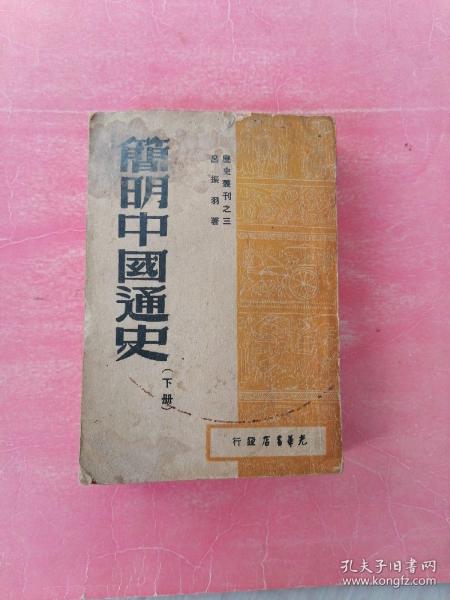 歷史叢刊之三
呂振羽著
簡明中國通史
(下册)
光華書店發行
孔夫子旧书网
www.kongfz.com